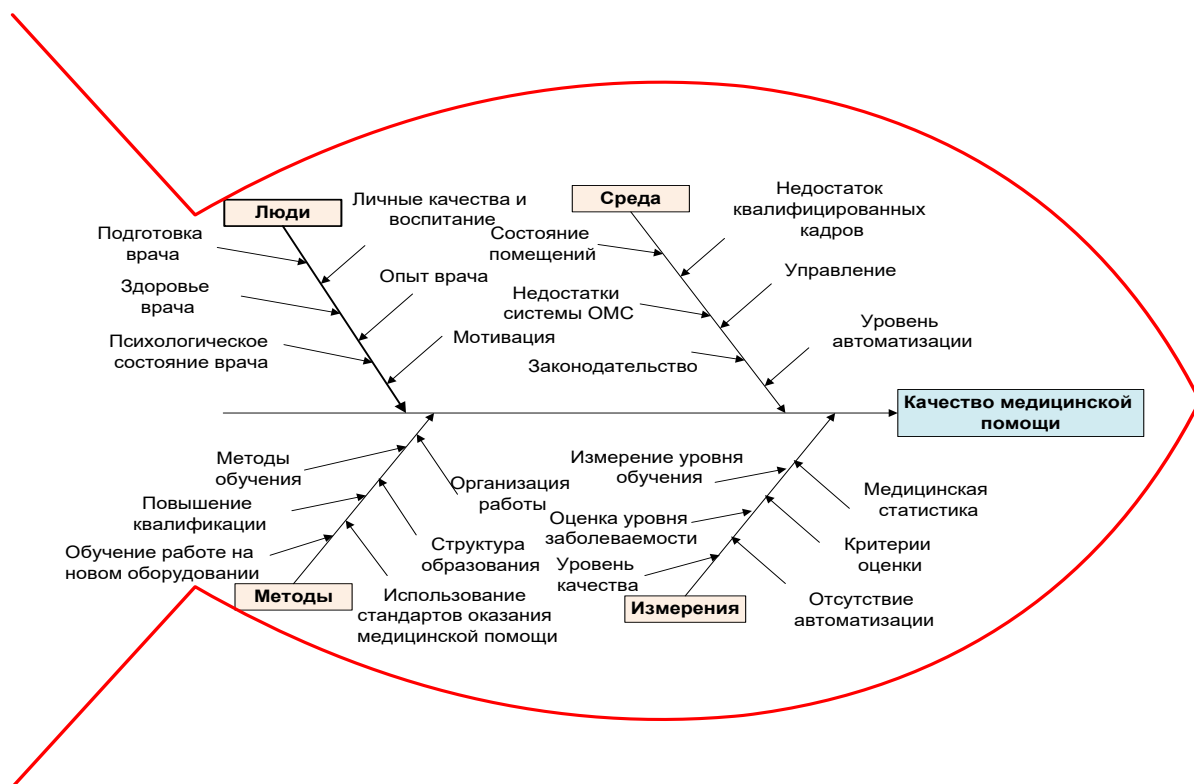 Люди
Личные качества и
воспитание
Подготовка
врача
Опыт врача
Здоровье
врача
Мотивация
Психологическое
состояние врача
Среда
Недостаток
квалифицированных
кадров
Состояние
помещений
Управление
Недостатки
системы ОМС
Уровень
автоматизации
Законодательство
Качество медицинской
помощи
Методы
обучения
Организация
работы
Повышение
квалификации
Структура
образования
Обучение работе на
новом оборудовании
Использование
стандартов оказания
медицинской помощи
Методы
Измерение уровня
обучения
Медицинская
статистика
Оценка уровня
заболеваемости
Критерии
оценки
Уровень
качества
Отсутствие
автоматизации
Измерения